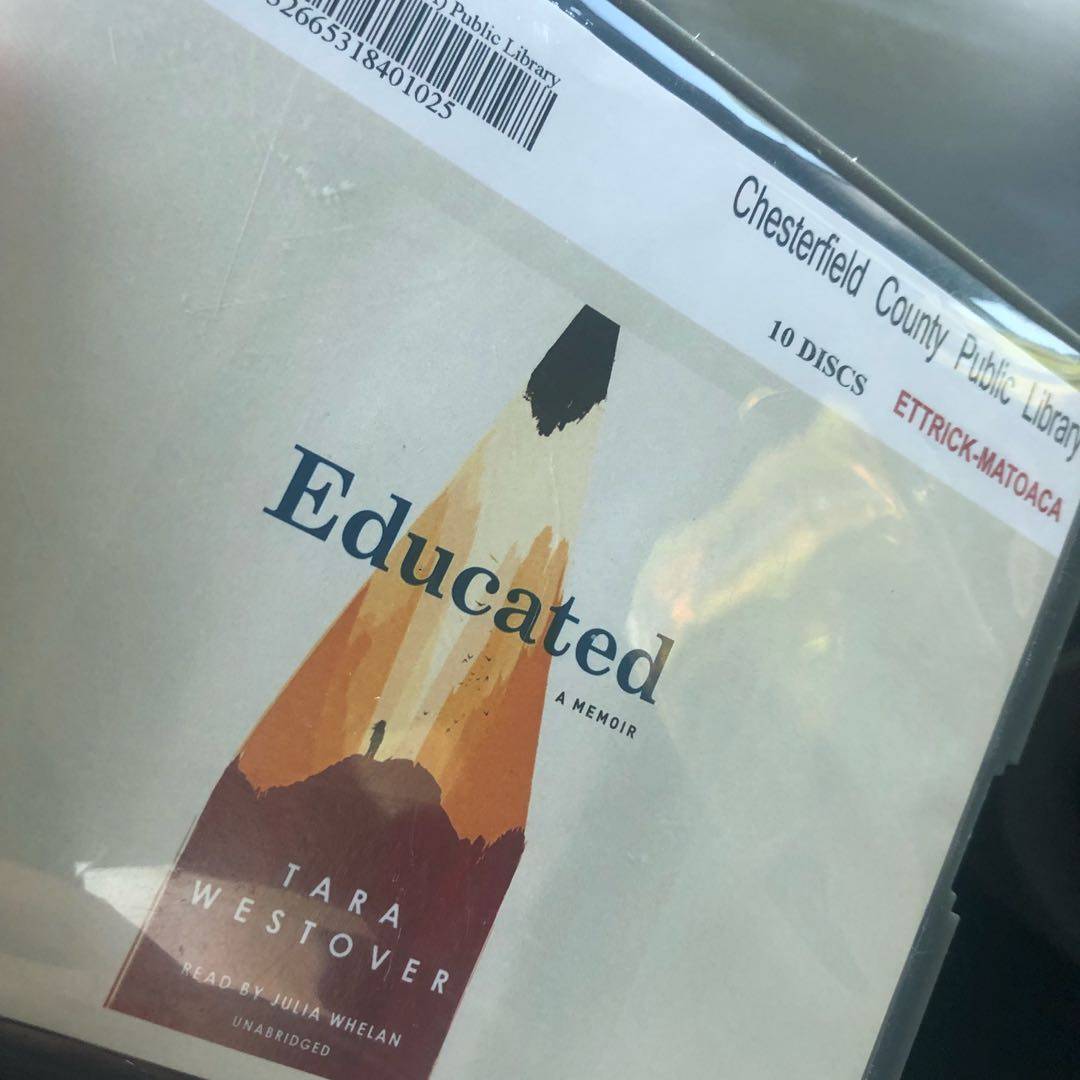 Public Library
32665318401025
Chesterfield County Public Library
10 DISCS
ETTRICK-MATOACA
Educated
A MEMOIR
TARA
WESTOVER
READ BY JULIA WHELAN
UNABRIDGED